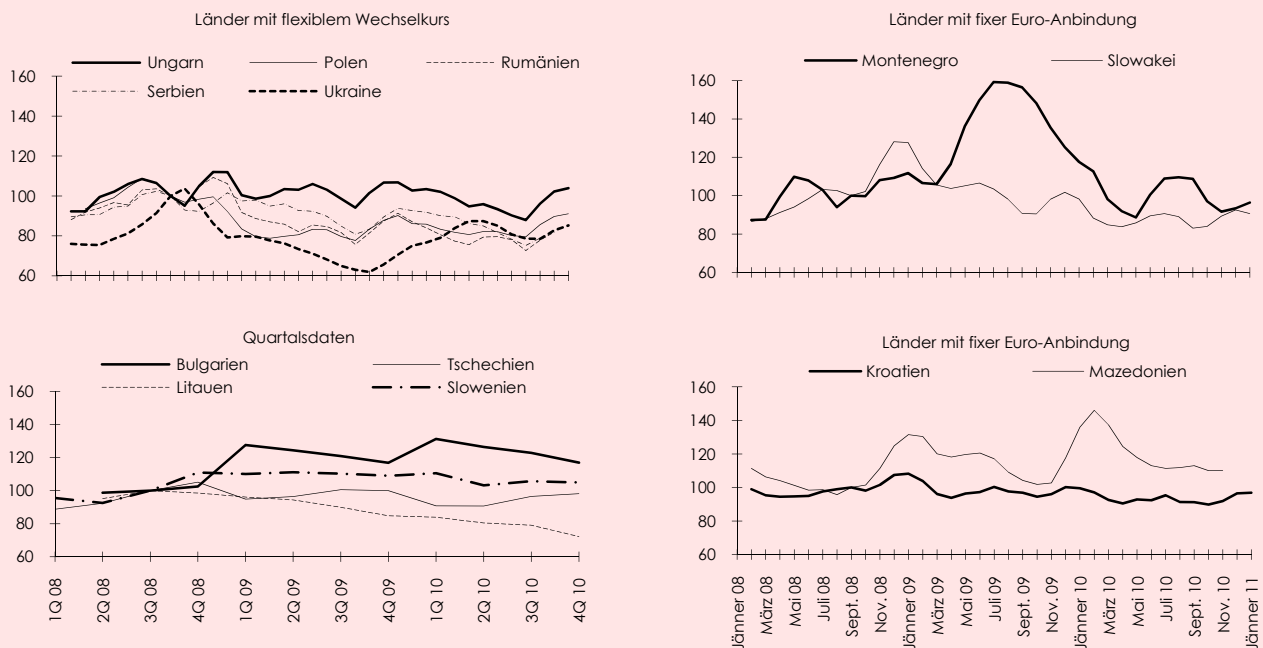 Länder mit flexiblem Wechselkurs
Ungarn Polen Rumänien
Serbien Ukraine
160
140
120
100
80
60
Länder mit fixer Euro-Anbindung
Montenegro Slowakei
160
140
120
100
80
60
Quartalsdaten
Bulgarien Tschechien
Litauen Slowenien
160
140
120
100
80
60
1Q 08 2Q 08 3Q 08 4Q 08 1Q 09 2Q 09 3Q 09 4Q 09 1Q 10 2Q 10 3Q 10 4Q 10
Länder mit fixer Euro-Anbindung
Kroatien Mazedonien
160
140
120
100
80
60
Jänner 08 März 08 Mai 08 Juli 08 Sept. 08 Nov. 08 Jänner 09 März 09 Mai 09 Juli 09 Sept. 09 Nov. 09 Jänner 10 März 10 Mai 10 Juli 10 Sept. 10 Nov. 10 Jänner 11